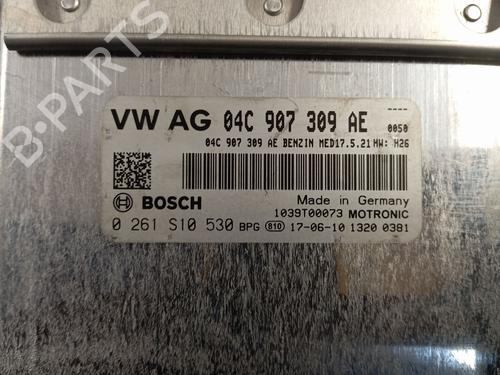 VW AG 04C 907 309 AE
0050
04C 907 309 AE BENZIN MED17.5.21 HW: H26
BOSCH
Made in Germany
1039T00073 MOTRONIC
0 261 S10 530 BPG 810 17-06-10 1320 0381
B-PARTS